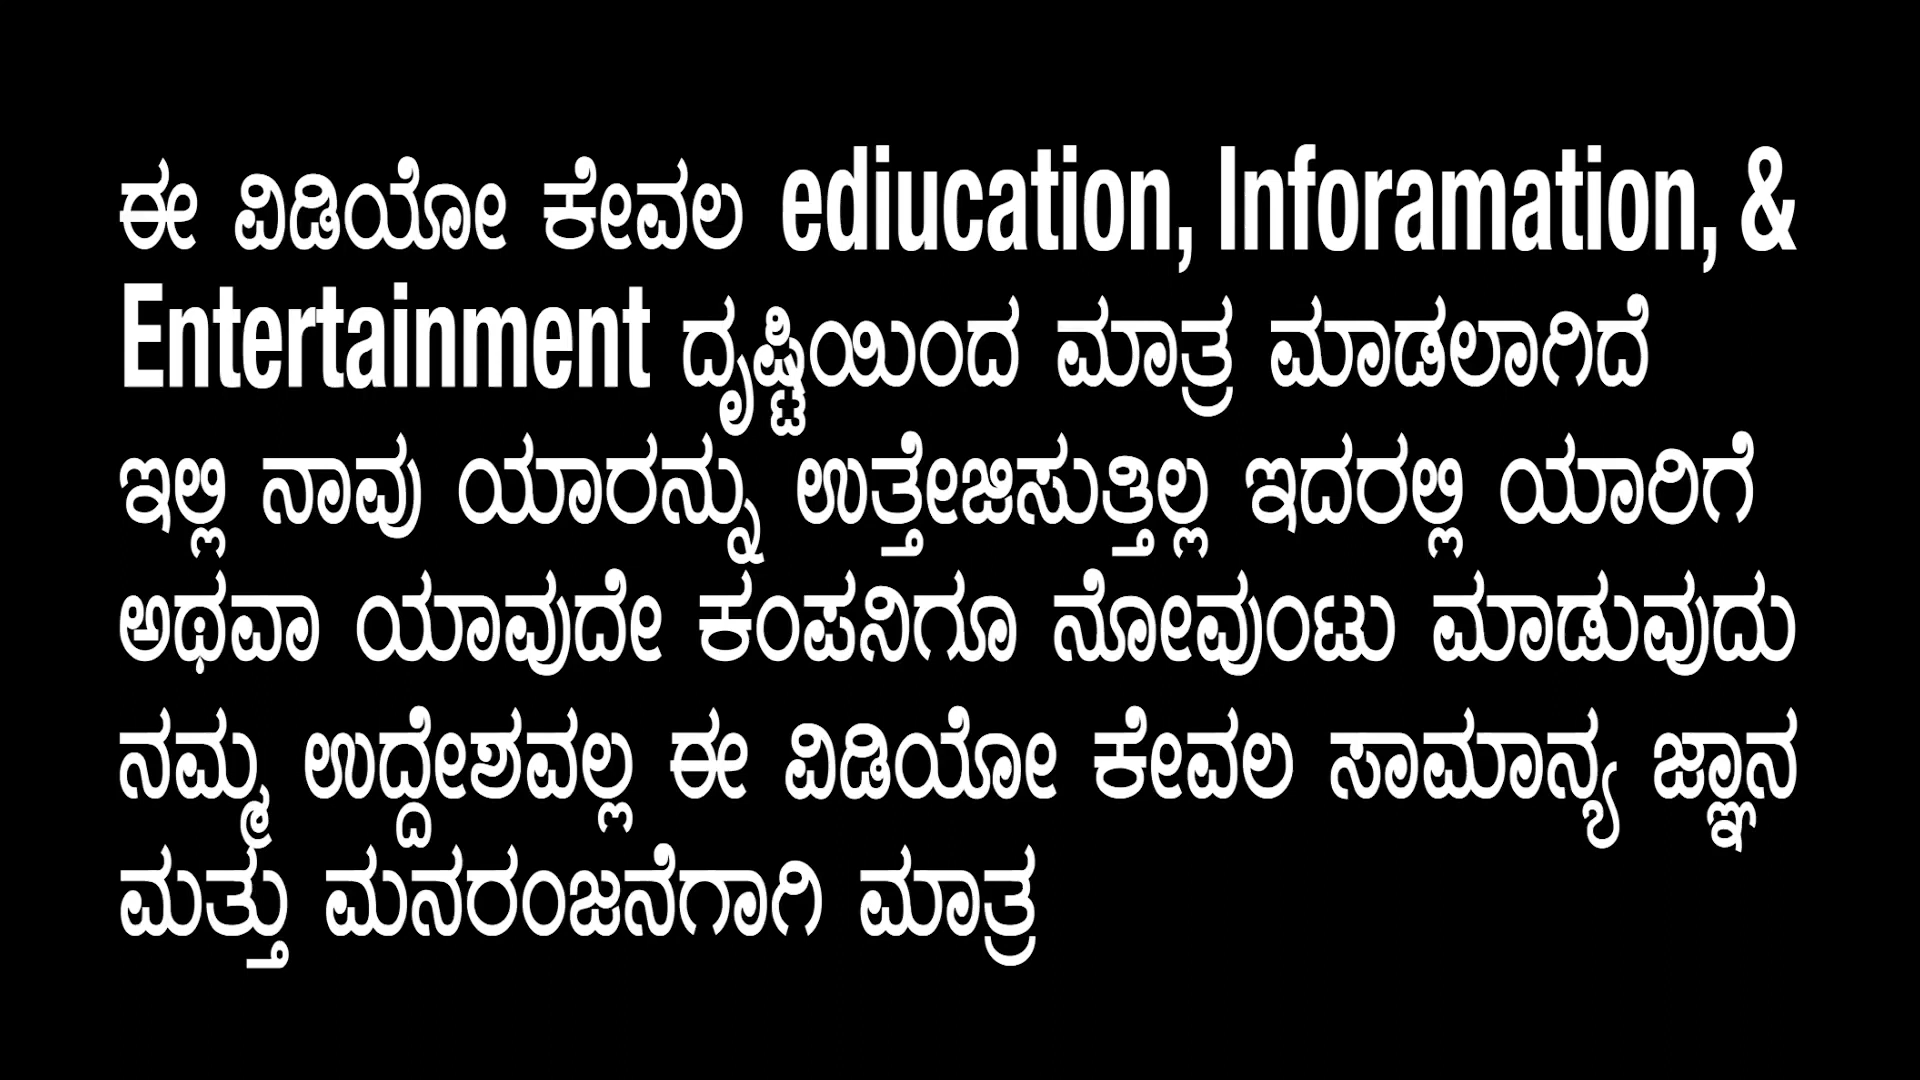 ಈ ವಿಡಿಯೋ ಕೇವಲ ediucation, Inforamation, &
Entertainment ದೃಷ್ಟಿಯಿಂದ ಮಾತ್ರ ಮಾಡಲಾಗಿದೆ
ಇಲ್ಲಿ ನಾವು ಯಾರನ್ನು ಉತ್ತೇಜಿಸುತ್ತಿಲ್ಲ ಇದರಲ್ಲಿ ಯಾರಿಗೆ
ಅಥವಾ ಯಾವುದೇ ಕಂಪನಿಗೂ ನೋವುಂಟು ಮಾಡುವುದು
ನಮ್ಮ ಉದ್ದೇಶವಲ್ಲ ಈ ವಿಡಿಯೋ ಕೇವಲ ಸಾಮಾನ್ಯ ಜ್ಞಾನ
ಮತ್ತು ಮನರಂಜನೆಗಾಗಿ ಮಾತ್ರ